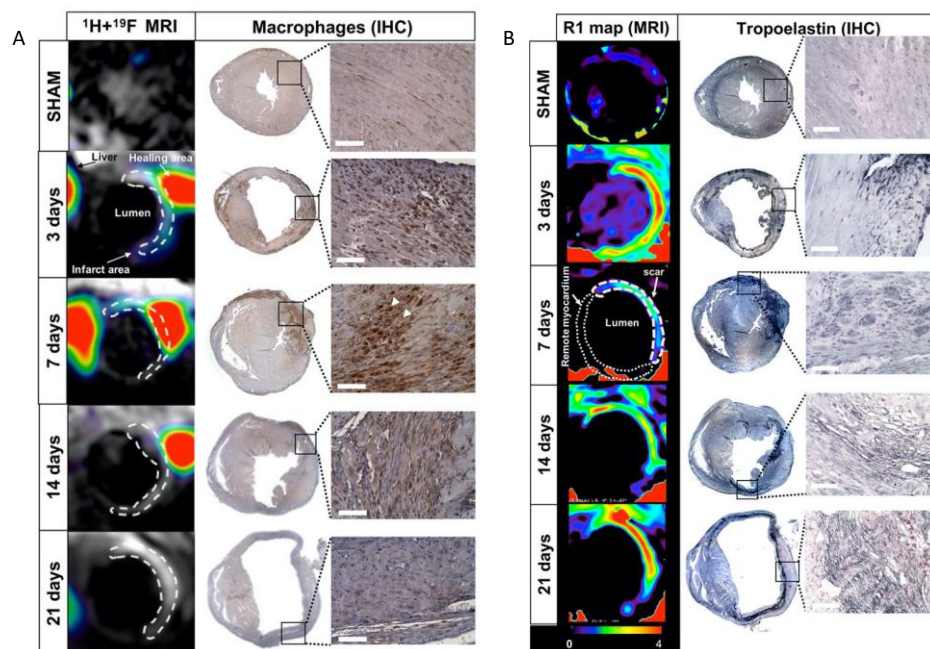 A
¹H+¹⁹F MRI
Macrophages (IHC)
SHAM
3 days
Liver
Healing area
Lumen
Infarct area
7 days
14 days
21 days
B
R1 map (MRI)
Tropoelastin (IHC)
SHAM
3 days
7 days
scar
Remote myocardium
Lumen
14 days
21 days
0
4